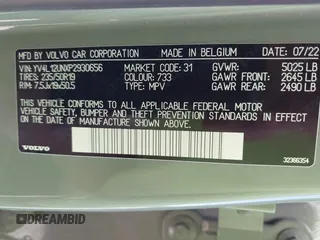 MFD BY VOLVO CAR CORPORATION MADE IN BELGIUM 07/22
VIN: YV4L12UNXP2930656 MARKET CODE: 31 GVWR: 5025 LB
TIRES: 235/50R19 COLOUR: 733 GAWR FRONT: 2645 LB
RIM: 7.5Jx19x50.5 TYPE: MPV GAWR REAR: 2490 LB
THIS VEHICLE CONFORMS TO ALL APPLICABLE FEDERAL MOTOR
VEHICLE SAFETY, BUMPER AND THEFT PREVENTION STANDARDS IN EFFECT ON THE
DATE OF MANUFACTURE SHOWN ABOVE.
VOLVO 32366354
DREAMBID